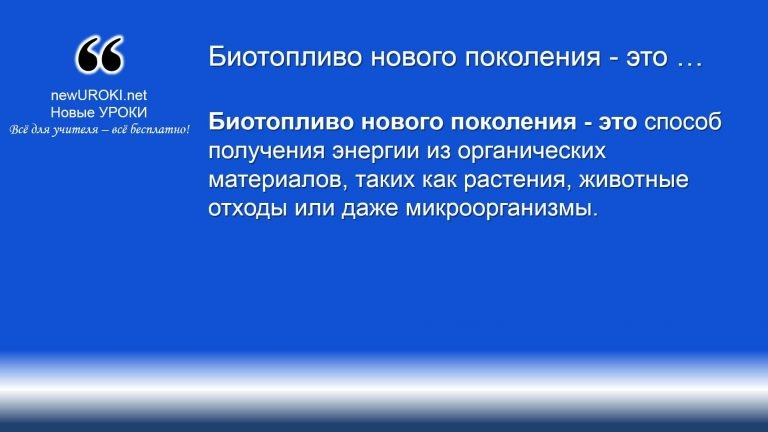 Биотопливо нового поколения - это …
newUROKI.net
Новые УРОКИ
Всё для учителя – всё бесплатно!
Биотопливо нового поколения - это способ
получения энергии из органических
материалов, таких как растения, животные
отходы или даже микроорганизмы.